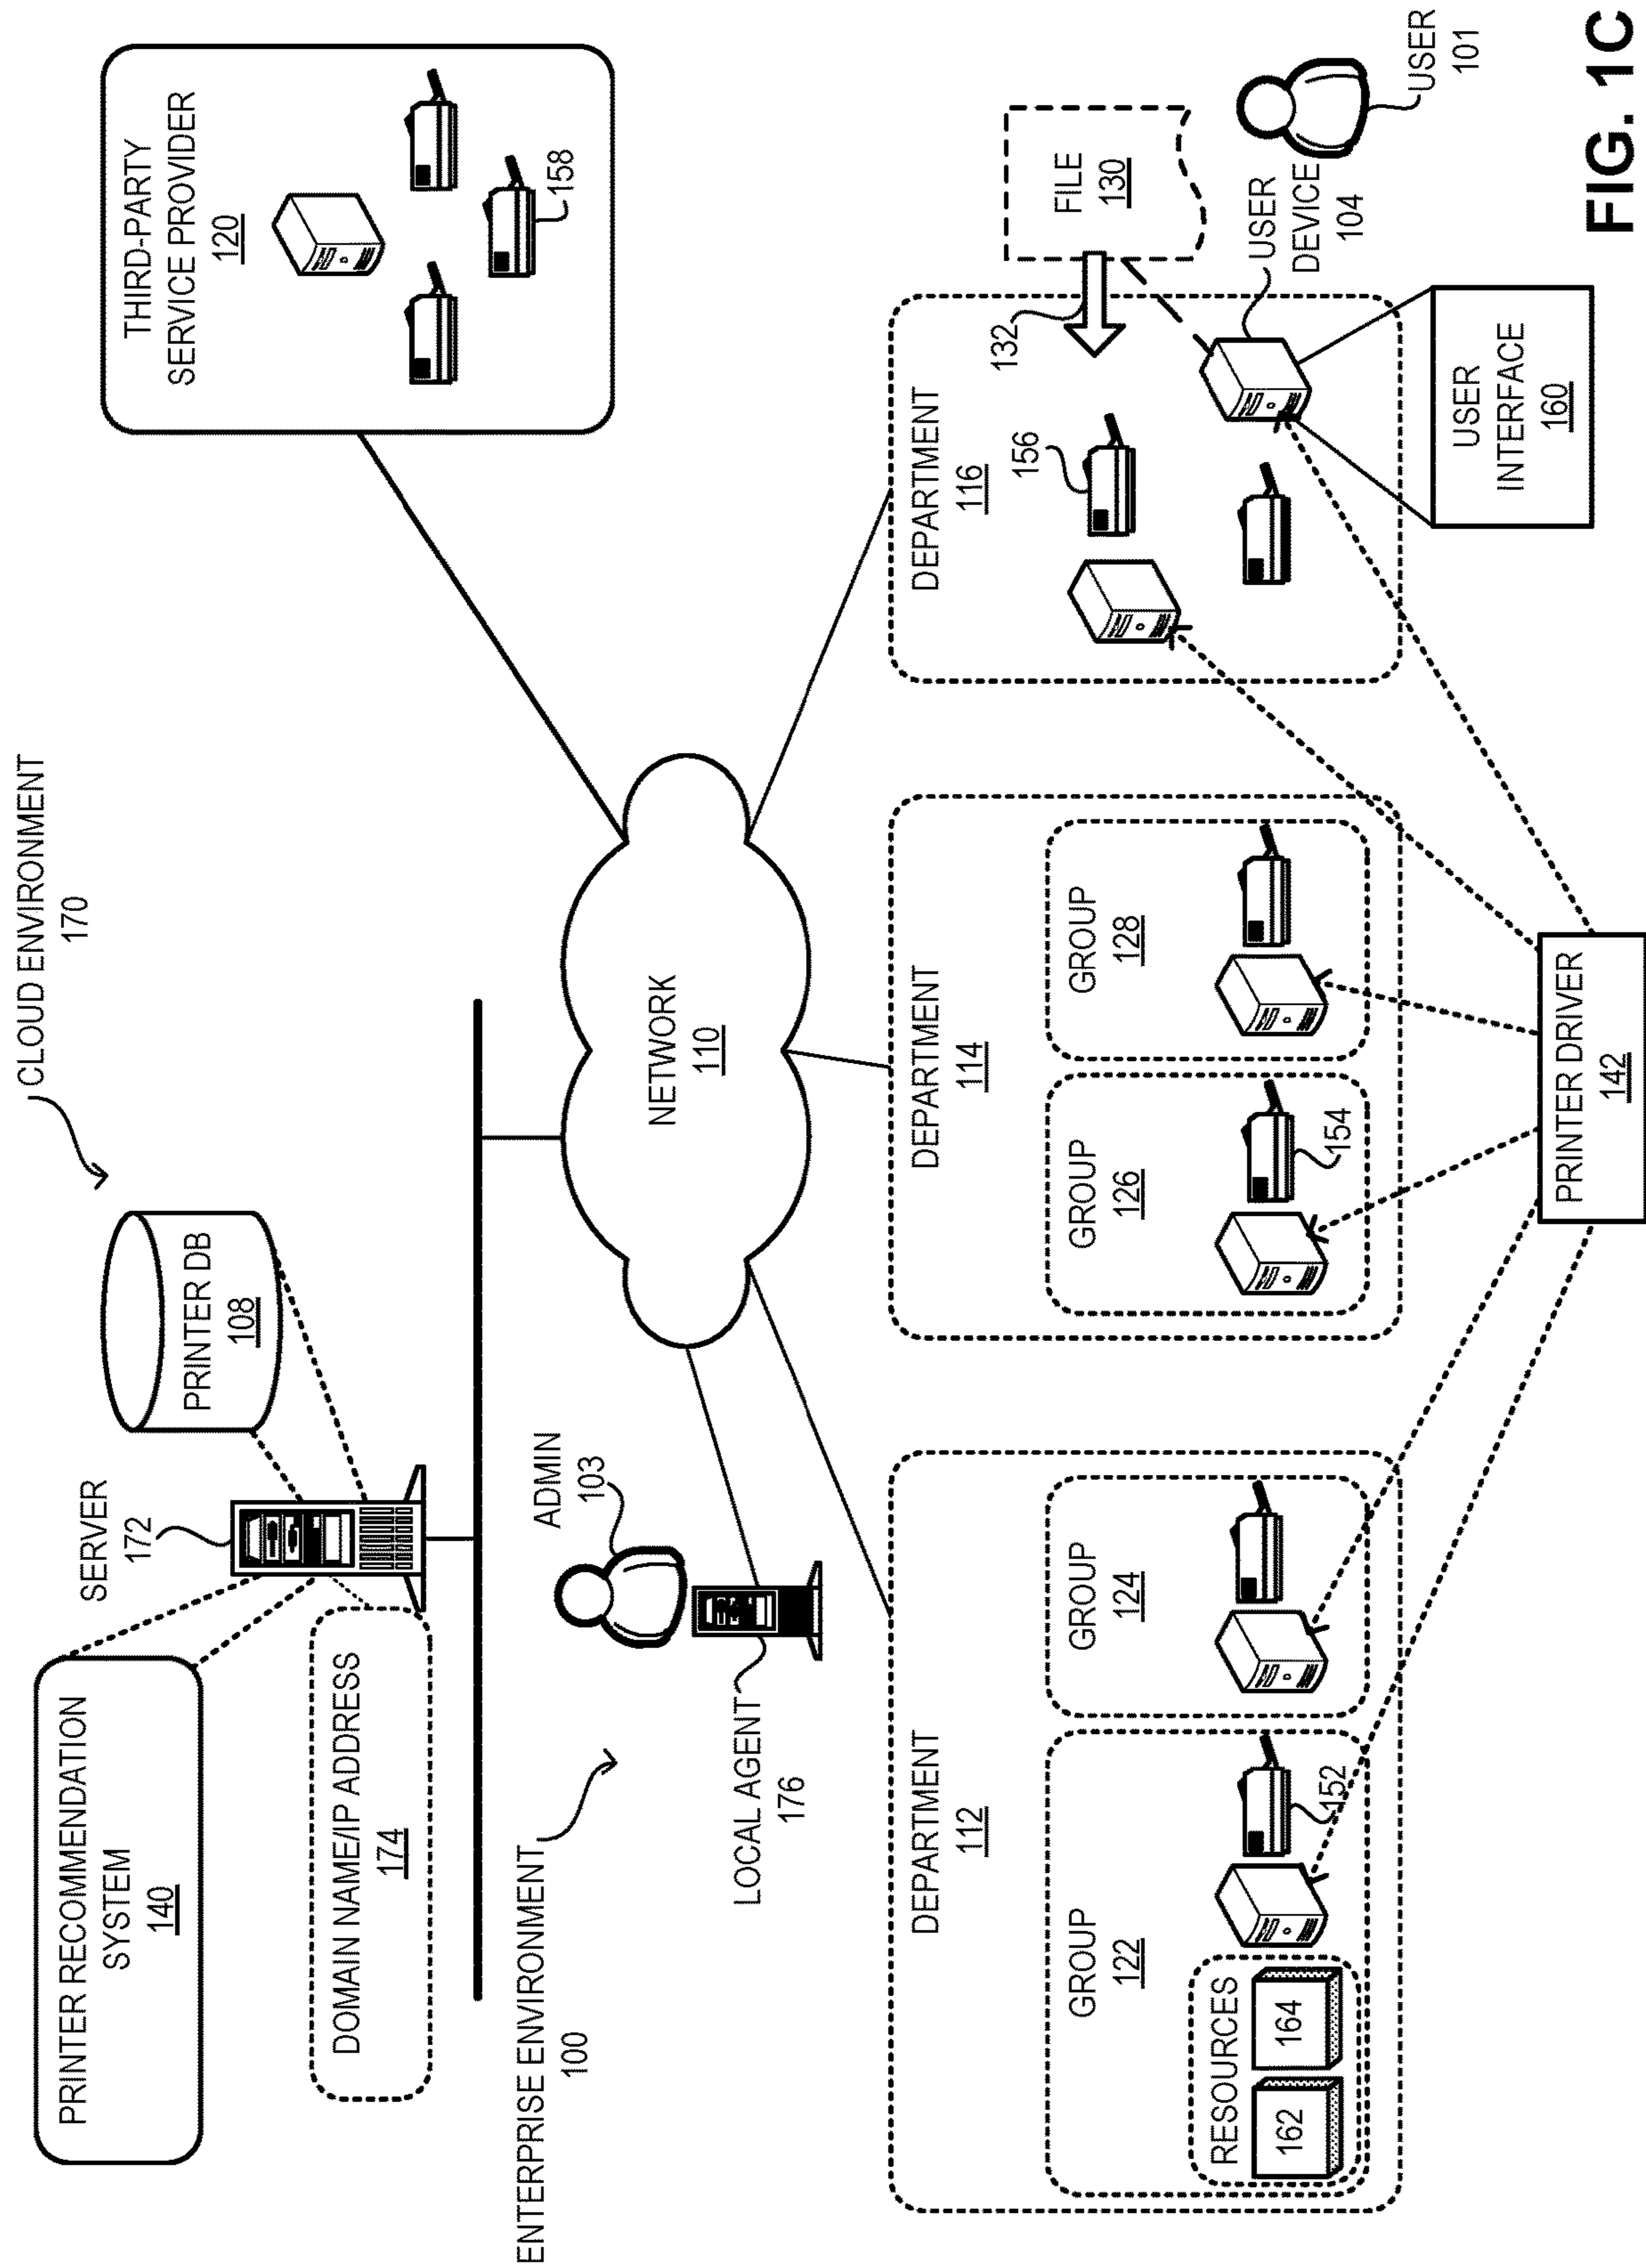 CLOUD ENVIRONMENT
170
PRINTER RECOMMENDATION
SYSTEM
140
SERVER
172
PRINTER DB
108
DOMAIN NAME/IP ADDRESS
174
THIRD-PARTY
SERVICE PROVIDER
120
158
ENTERPRISE ENVIRONMENT
100
ADMIN
103
LOCAL AGENT
176
NETWORK
110
DEPARTMENT
112
GROUP
122
RESOURCES
162
164
152
GROUP
124
DEPARTMENT
114
GROUP
126
154
GROUP
128
DEPARTMENT
116
156
132
FILE
130
USER
DEVICE
104
USER
101
USER
INTERFACE
160
PRINTER DRIVER
142
FIG. 1C